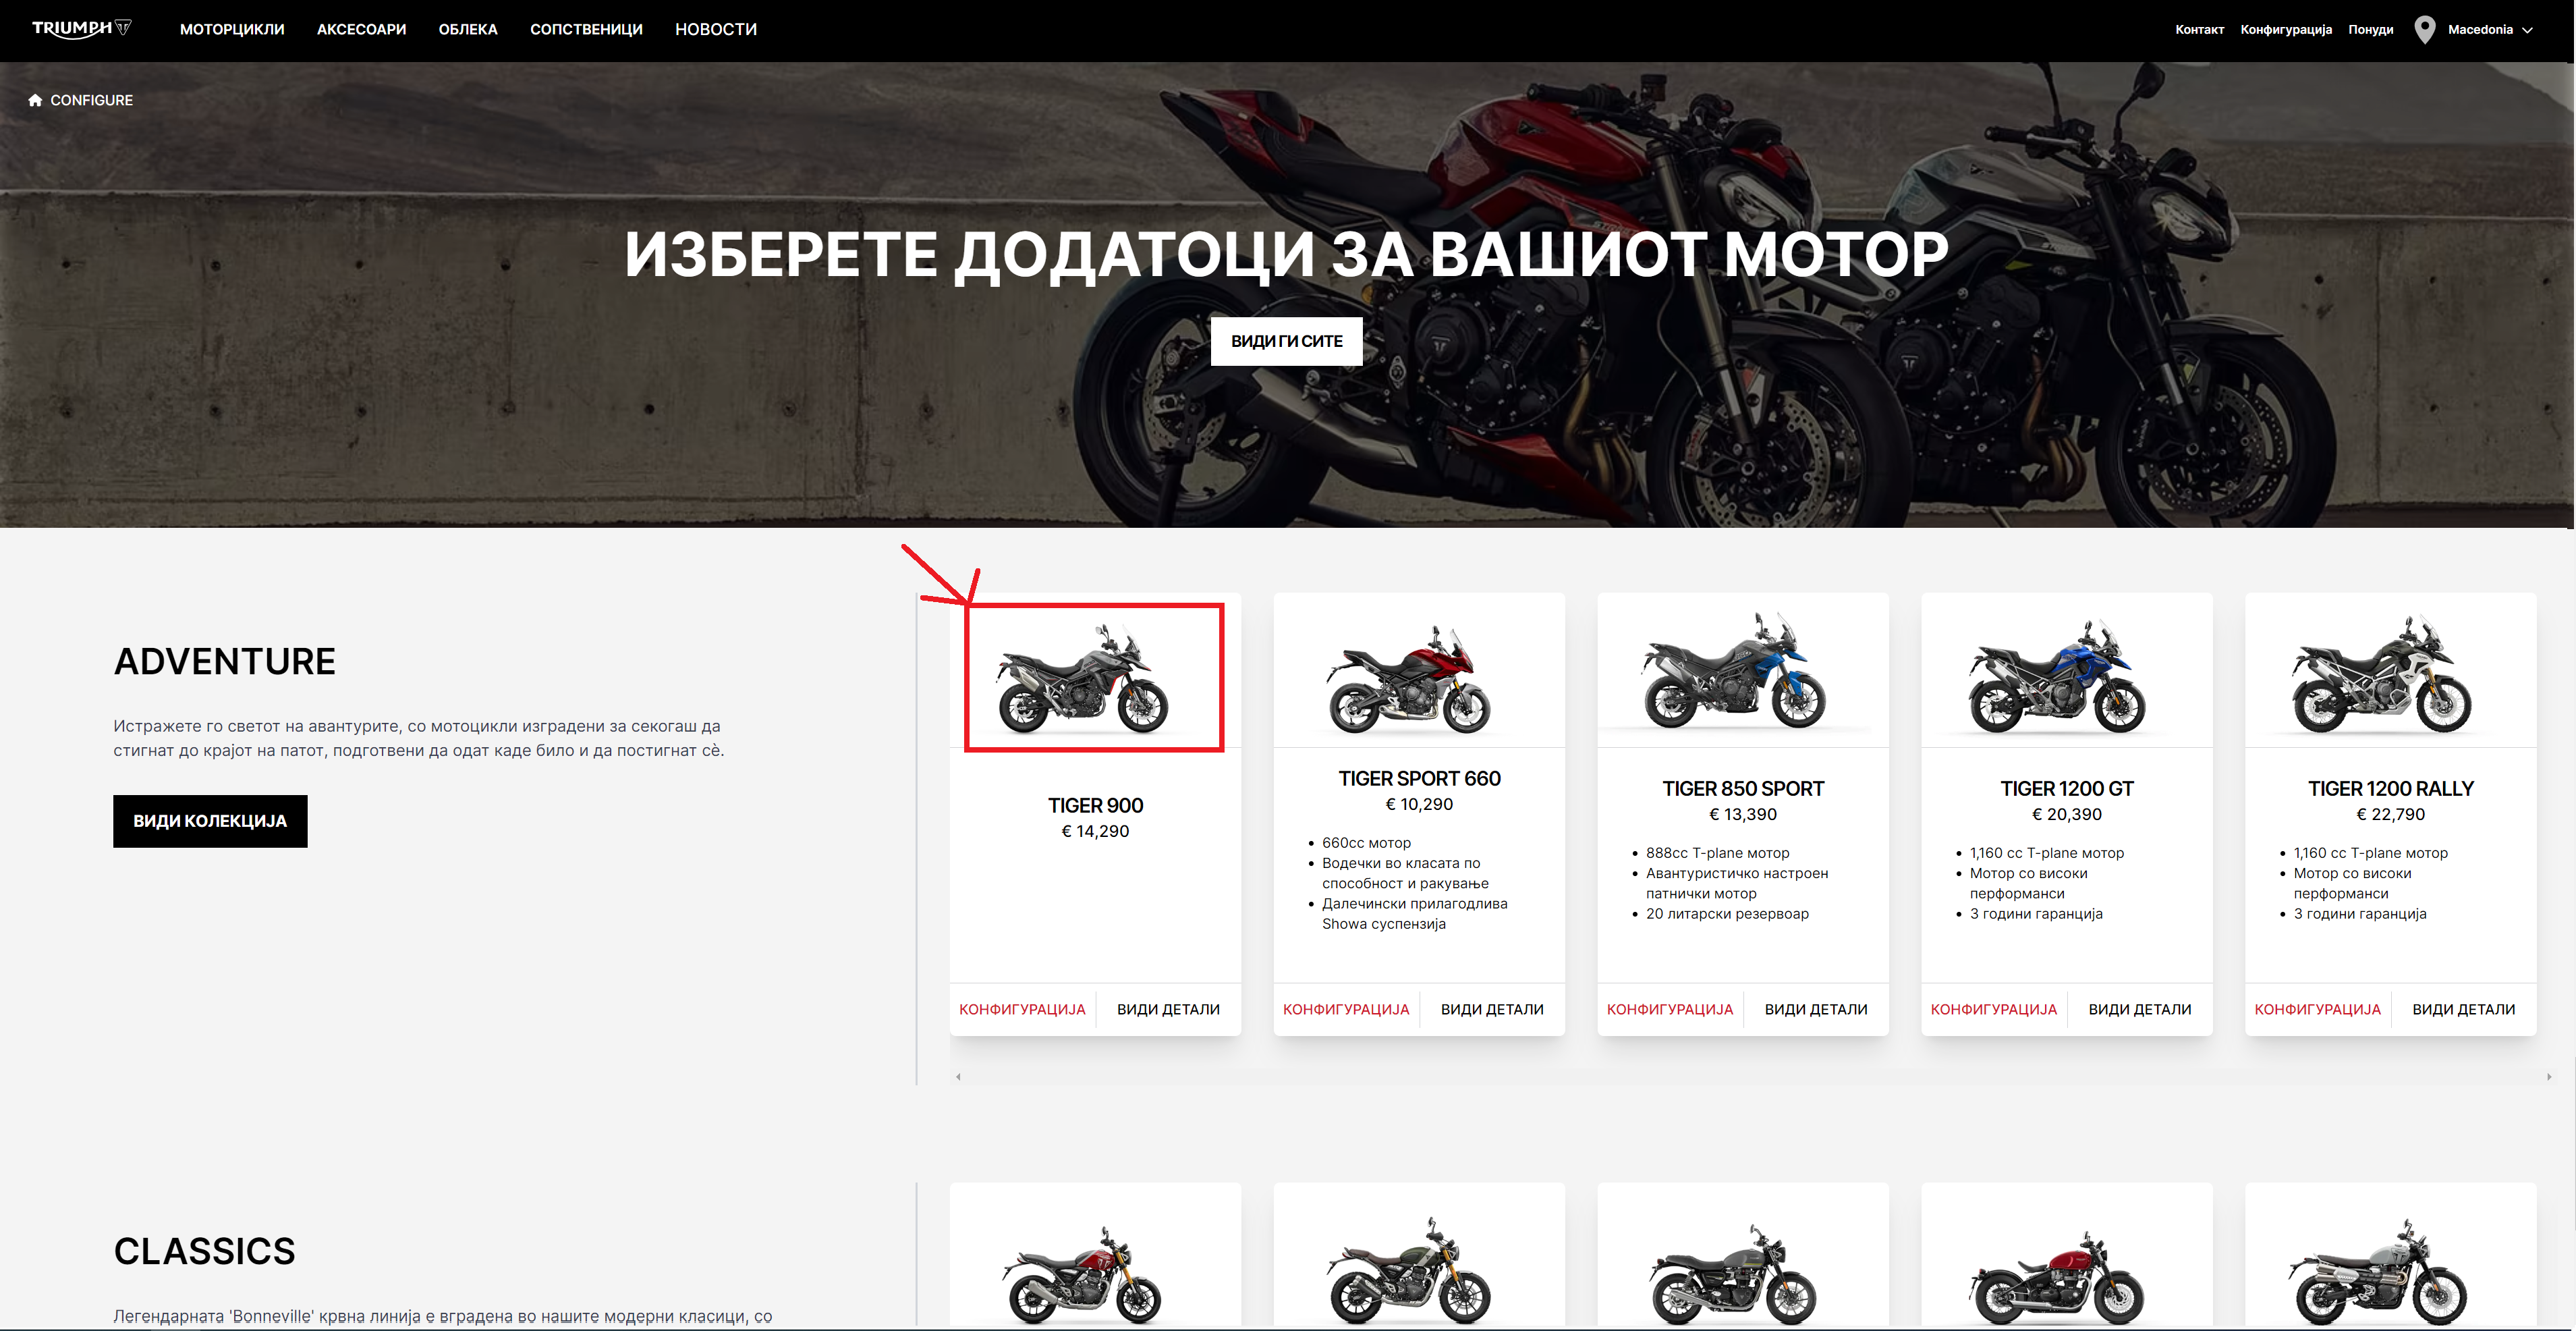 TRIUMPH
МОТОРЦИКЛИ
АКСЕСОАРИ
ОБЛЕКА
СОПСТВЕНИЦИ
НОВОСТИ
Контакт
Конфигурација
Понуди
Macedonia
CONFIGURE
ИЗБЕРЕТЕ ДОДАТОЦИ ЗА ВАШИОТ МОТОР
ВИДИ ГИ СИТЕ
ADVENTURE
Истражете го светот на авантурите, со мотоцикли изградени за секогаш да
стигнат до крајот на патот, подготвени да одат каде било и да постигнат сѐ.
ВИДИ КОЛЕКЦИЈА
TIGER 900
€ 14,290
КОНФИГУРАЦИЈА
ВИДИ ДЕТАЛИ
TIGER SPORT 660
€ 10,290
660cc мотор
Водечки во класата по
способност и ракување
Далечински прилагодлива
Showa суспензија
КОНФИГУРАЦИЈА
ВИДИ ДЕТАЛИ
TIGER 850 SPORT
€ 13,390
888cc T-plane мотор
Авантуристичко настроен
патнички мотор
20 литарски резервоар
КОНФИГУРАЦИЈА
ВИДИ ДЕТАЛИ
TIGER 1200 GT
€ 20,390
1,160 cc T-plane мотор
Мотор со високи
перформанси
3 години гаранција
КОНФИГУРАЦИЈА
ВИДИ ДЕТАЛИ
TIGER 1200 RALLY
€ 22,790
1,160 cc T-plane мотор
Мотор со високи
перформанси
3 години гаранција
КОНФИГУРАЦИЈА
ВИДИ ДЕТАЛИ
CLASSICS
Легендарната 'Bonneville' крвна линија е вградена во нашите модерни класици, со